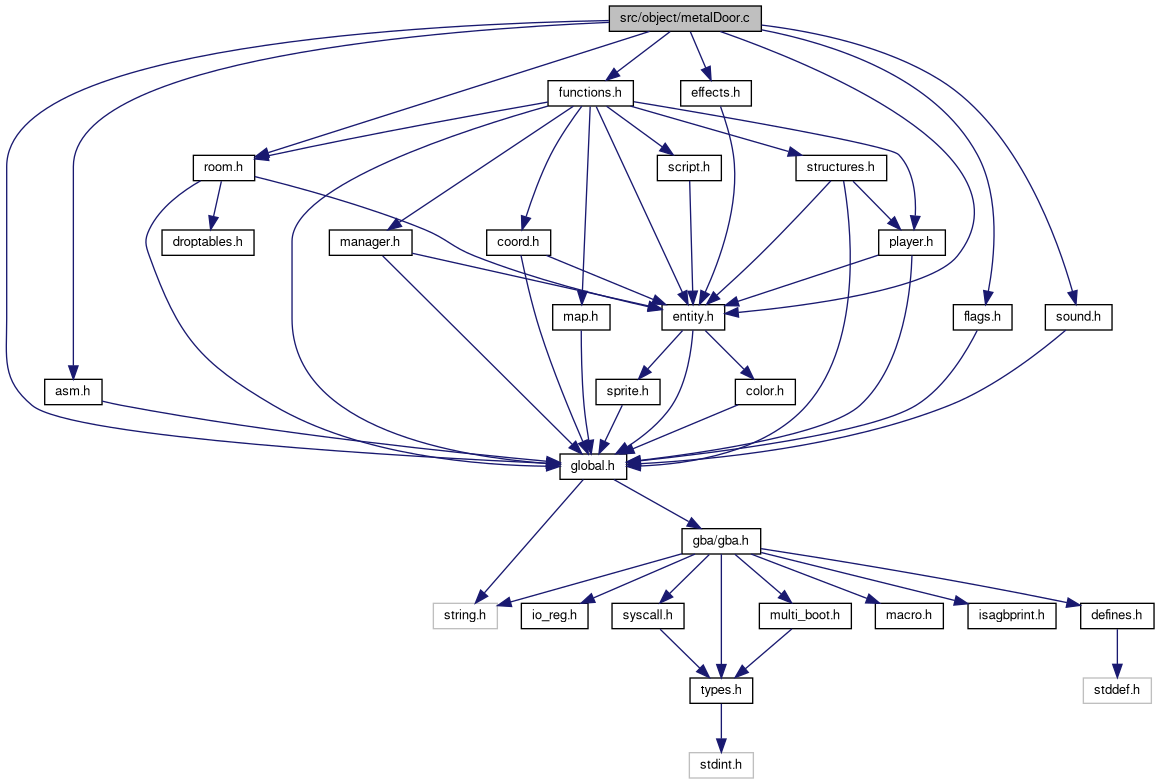 src/object/metalDoor.c
functions.h
effects.h
room.h
script.h
structures.h
droptables.h
manager.h
coord.h
player.h
map.h
entity.h
flags.h
sound.h
asm.h
sprite.h
color.h
global.h
gba/gba.h
string.h
io_reg.h
syscall.h
multi_boot.h
macro.h
isagbprint.h
defines.h
types.h
stddef.h
stdint.h